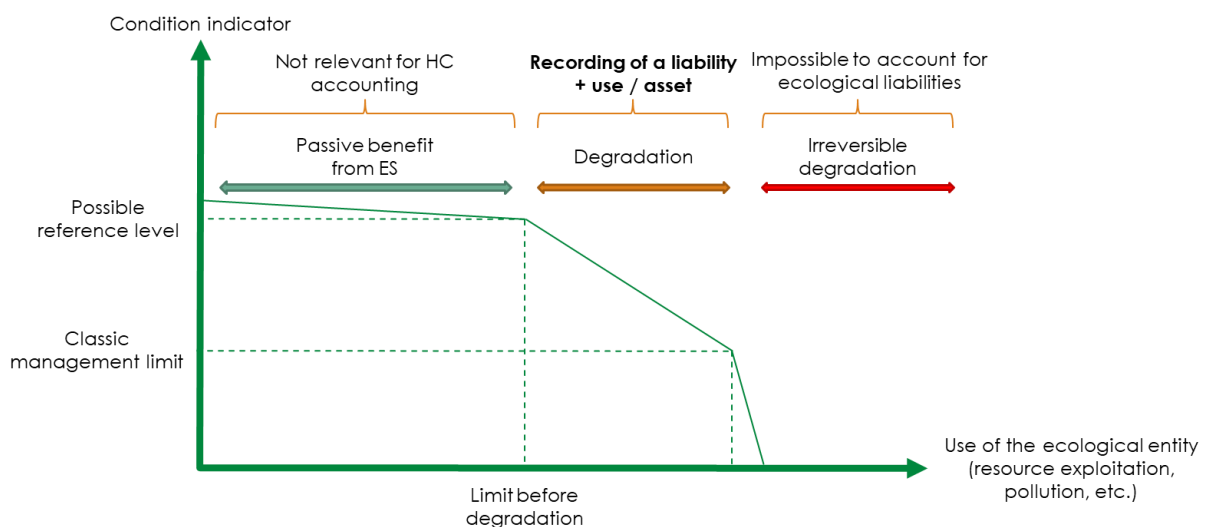 Condition indicator
Not relevant for HC
accounting
Recording of a liability
+ use / asset
Impossible to account for
ecological liabilities
Passive benefit
from ES
Degradation
Irreversible
degradation
Possible
reference level
Classic
management limit
Limit before
degradation
Use of the ecological entity
(resource exploitation,
pollution, etc.)